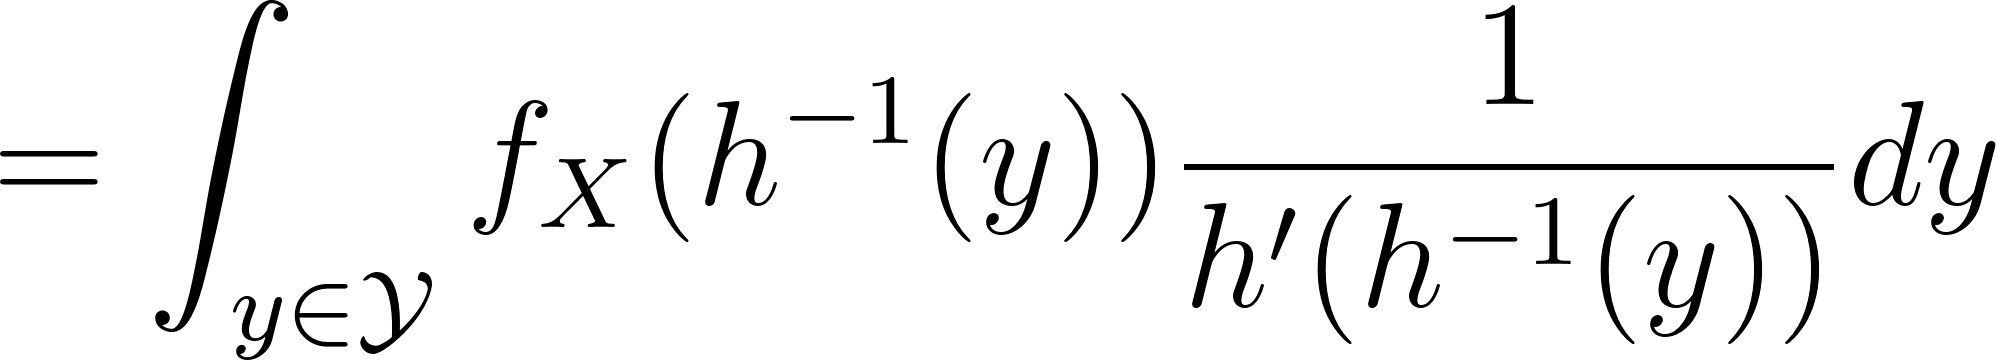 $= \int_{y \in \mathcal{Y}} f_X(h^{-1}(y)) \frac{1}{h'(h^{-1}(y))} dy$